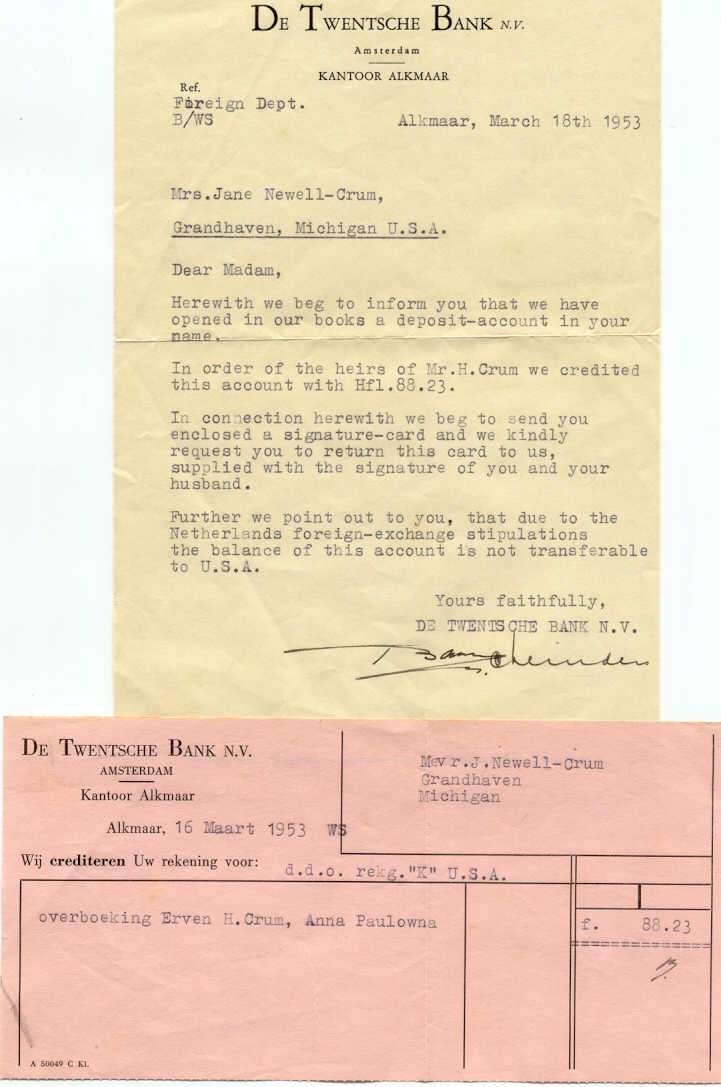 DE TWENTSCHE BANK N.V.
Amsterdam
KANTOOR ALKMAAR
Ref.
Foreign Dept.
B/WS
Alkmaar, March 18th 1953
Mrs.Jane Newell-Crum,
Grandhaven, Michigan U.S.A.
Dear Madam,
Herewith we beg to inform you that we have
opened in our books a deposit-account in your
name.
In order of the heirs of Mr.H.Crum we credited
this account with Hfl.88.23.
In connection herewith we beg to send you
enclosed a signature-card and we kindly
request you to return this card to us,
supplied with the signature of you and your
husband.
Further we point out to you, that due to the
Netherlands foreign-exchange stipulations
the balance of this account is not transferable
to U.S.A.
Yours faithfully,
DE TWENTSCHE BANK N.V.
DE TWENTSCHE BANK N.V.
AMSTERDAM
Kantoor Alkmaar
Alkmaar, 16 Maart 1953 WS
Mevr.J.Newell-Crum
Grandhaven
Michigan
Wij crediteren Uw rekening voor:
d.d.o. rekg."K" U.S.A.
overboeking Erven H.Crum, Anna Paulowna
f. 88.23
A 50049 C Kl.